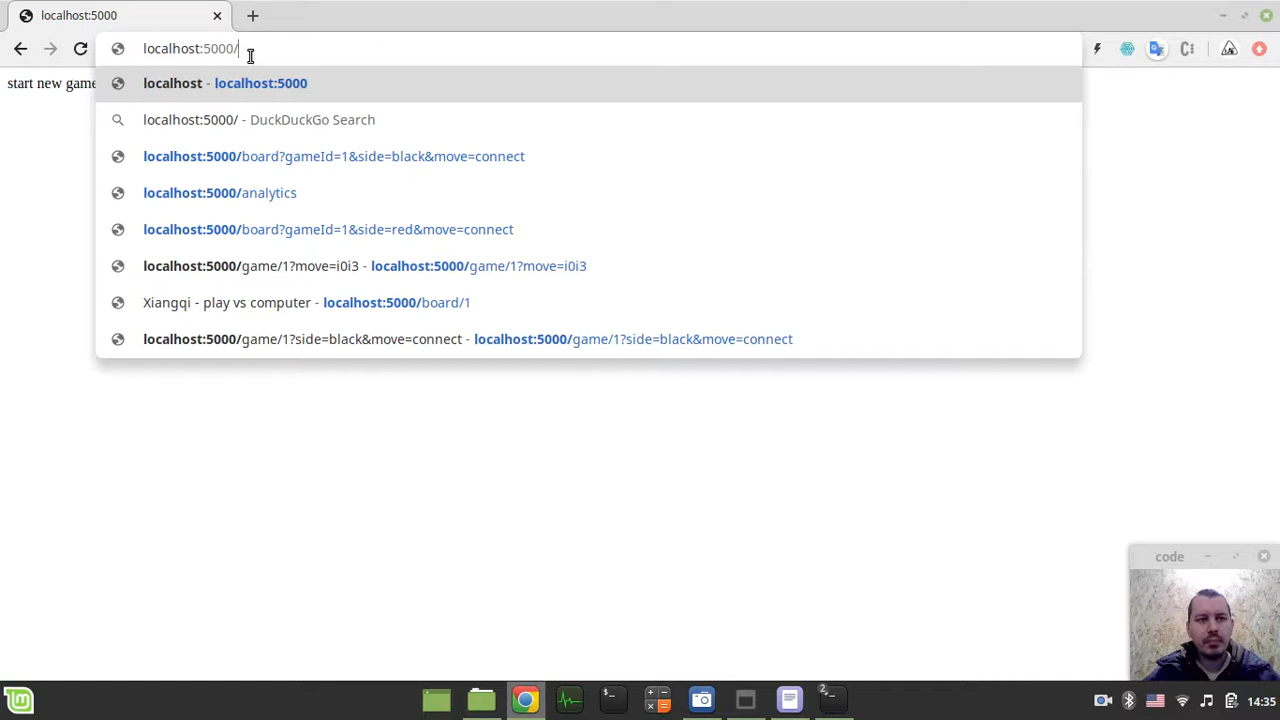 localhost:5000
localhost:5000/
start new game
localhost - localhost:5000
localhost:5000/ - DuckDuckGo Search
localhost:5000/board?gameId=1&side=black&move=connect
localhost:5000/analytics
localhost:5000/board?gameId=1&side=red&move=connect
localhost:5000/game/1?move=i0i3 - localhost:5000/game/1?move=i0i3
Xiangqi - play vs computer - localhost:5000/board/1
localhost:5000/game/1?side=black&move=connect - localhost:5000/game/1?side=black&move=connect
code
2
14:35